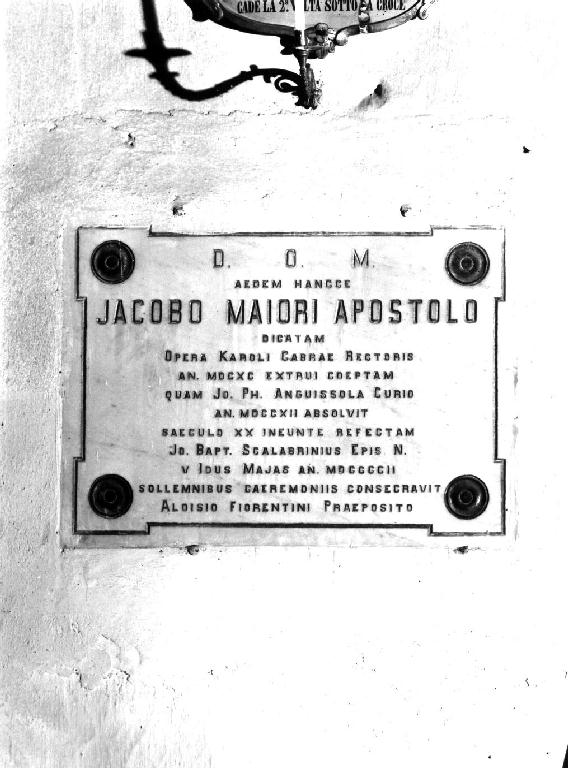 CADE LA 2ª VOLTA SOTTO LA CROCE
D. O. M.
AEDEM HANCCE
JACOBO MAIORI APOSTOLO
DICATAM
OPERA KAROLI CABRAE RECTORIS
AN. MDCXC EXTRUI COEPTAM
QUAM JO. PH. ANGUISSOLA CURIO
AN. MDCCXII ABSOLVIT
SAECULO XX INEUNTE REFECTAM
JO. BAPT. SCALABRINIUS EPIS N.
V IDUS MAJAS AN. MDCCCCII
SOLLEMNIBUS CAEREMONIIS CONSECRAVIT
ALOISIO FIORENTINI PRAEPOSITO